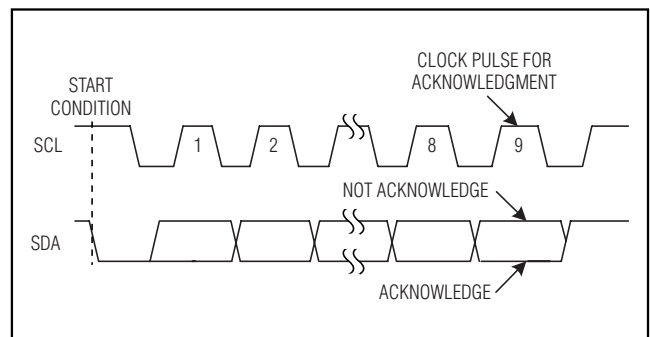 START
CONDITION
CLOCK PULSE FOR
ACKNOWLEDGMENT
SCL
1
2
8
9
NOT ACKNOWLEDGE
SDA
ACKNOWLEDGE